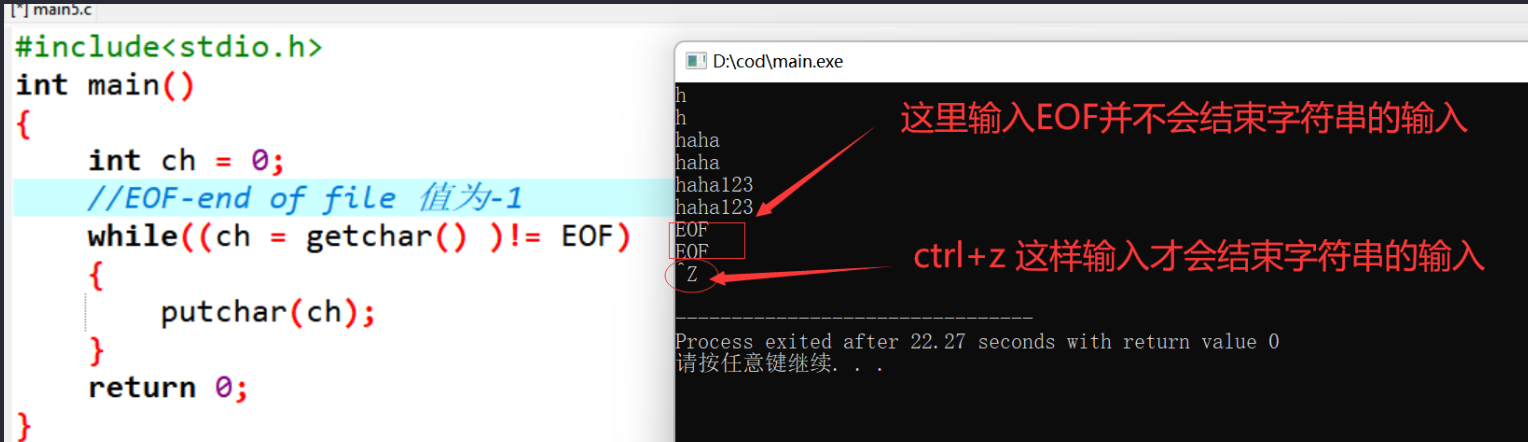 [*] main5.c
#include<stdio.h>
int main()
{
    int ch = 0;
    //EOF-end of file 值为-1
    while((ch = getchar() )!= EOF)
    {
        putchar(ch);
    }
    return 0;
}
D:\cod\main.exe
h
h
haha
haha
haha123
haha123
EOF
EOF
^Z
--------------------------------
Process exited after 22.27 seconds with return value 0
请按任意键继续. . .
这里输入EOF并不会结束字符串的输入
ctrl+z 这样输入才会结束字符串的输入